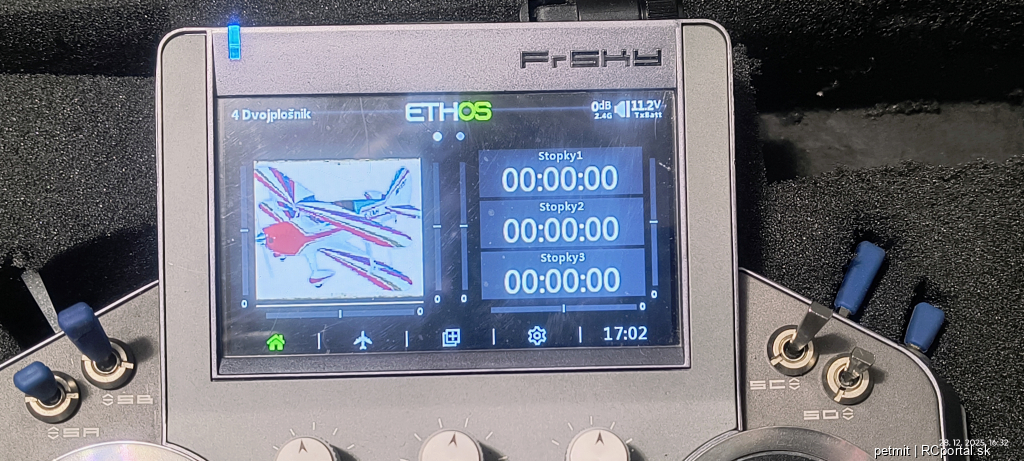 FrSKY
4 Dvojplošník
ETHOS
0dB
2.4G
11.2V
TxBatt
Stopky1
00:00:00
Stopky2
00:00:00
Stopky3
00:00:00
0
0
0
0
0
0
17:02
SA
SB
SC
SD
28. 12. 2025, 16:32
petmit | RCportal.sk